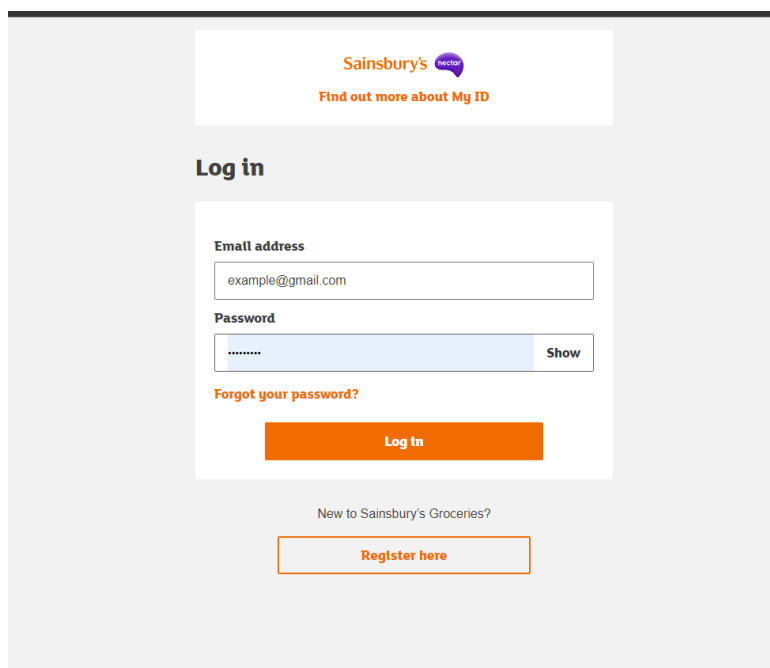 Sainsbury's nectar
Find out more about My ID
Log in
Email address
example@gmail.com
Password
••••••••• Show
Forgot your password?
Log in
New to Sainsbury's Groceries?
Register here